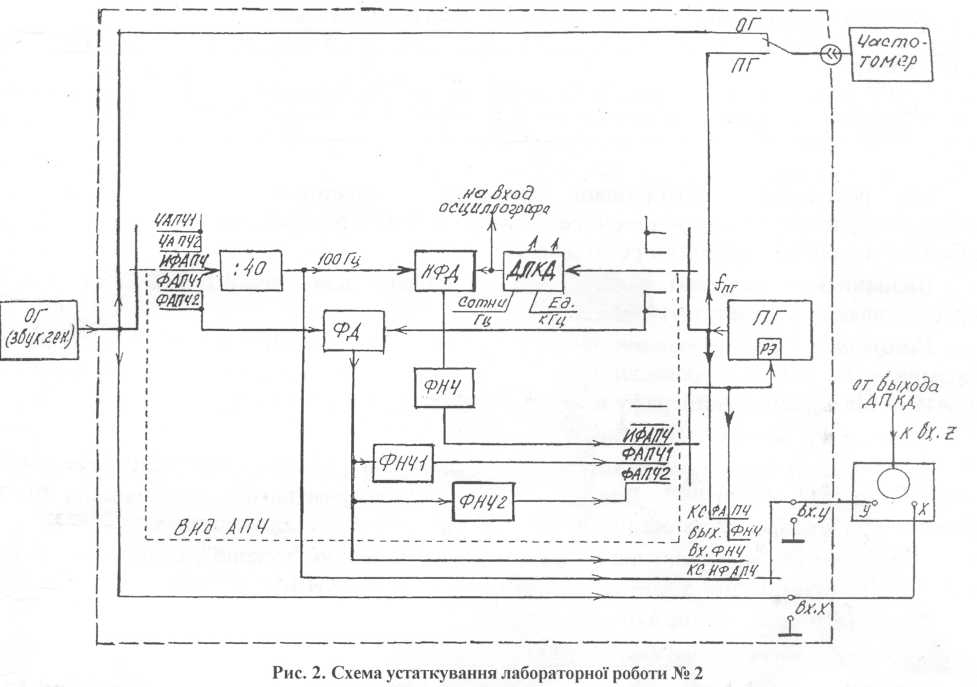 ОГ
ПГ
Часто-
томер
на вход
осциллографа
ЧАПЧ1
ЧАПЧ2
ИФАПЧ
ФАПЧ1
ФАПЧ2
:40
100 Гц
ИФД
ДПКД
Сотни
Гц
Ед.
кГц
fпг
ОГ
(звук.ген)
ФД
ПГ
РЭ
ФНЧ
от выхода
ДПКД
к вх. Z
ИФАПЧ
ФАПЧ1
ФАПЧ2
ФНЧ1
ФНЧ2
Вид АПЧ
КС ФАПЧ
Вых. ФНЧ
Вх. ФНЧ
КС ИФАПЧ
Вх.У
У
Х
Вх.Х
Рис. 2. Схема устаткування лабораторної роботи № 2